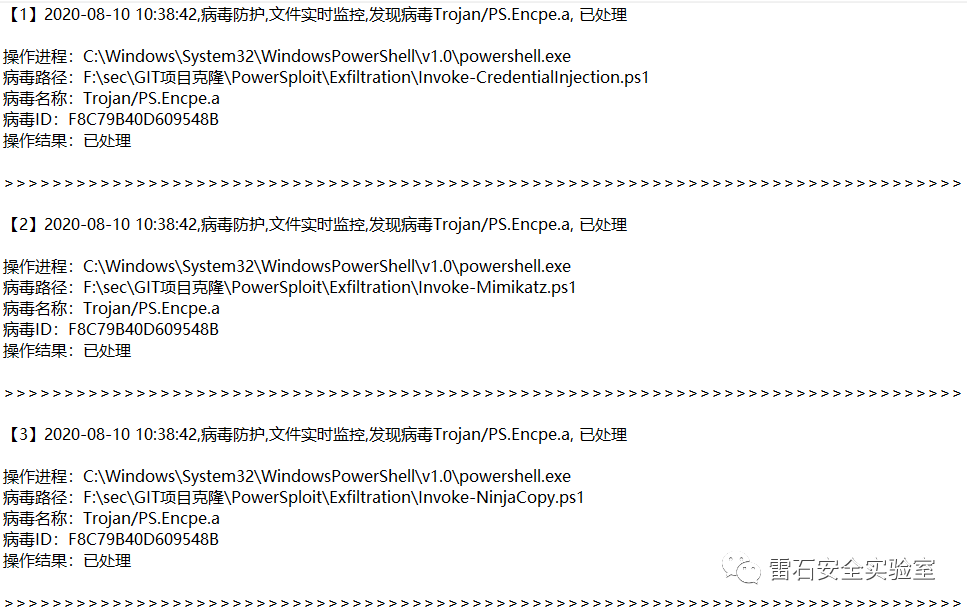 【1】2020-08-10 10:38:42,病毒防护,文件实时监控,发现病毒Trojan/PS.Encpe.a, 已处理
操作进程：C:\Windows\System32\WindowsPowerShell\v1.0\powershell.exe
病毒路径：F:\sec\GIT项目克隆\PowerSploit\Exfiltration\Invoke-CredentialInjection.ps1
病毒名称：Trojan/PS.Encpe.a
病毒ID：F8C79B40D609548B
操作结果：已处理
>>>>>>>>>>>>>>>>>>>>>>>>>>>>>>>>>>>>>>>>>>>>>>>>>>>>>>>>>>>>>>>>>>>>>>>>>>>>>>>>
【2】2020-08-10 10:38:42,病毒防护,文件实时监控,发现病毒Trojan/PS.Encpe.a, 已处理
操作进程：C:\Windows\System32\WindowsPowerShell\v1.0\powershell.exe
病毒路径：F:\sec\GIT项目克隆\PowerSploit\Exfiltration\Invoke-Mimikatz.ps1
病毒名称：Trojan/PS.Encpe.a
病毒ID：F8C79B40D609548B
操作结果：已处理
>>>>>>>>>>>>>>>>>>>>>>>>>>>>>>>>>>>>>>>>>>>>>>>>>>>>>>>>>>>>>>>>>>>>>>>>>>>>>>>>
【3】2020-08-10 10:38:42,病毒防护,文件实时监控,发现病毒Trojan/PS.Encpe.a, 已处理
操作进程：C:\Windows\System32\WindowsPowerShell\v1.0\powershell.exe
病毒路径：F:\sec\GIT项目克隆\PowerSploit\Exfiltration\Invoke-NinjaCopy.ps1
病毒名称：Trojan/PS.Encpe.a
病毒ID：F8C79B40D609548B
操作结果：已处理
雷石安全实验室
>>>>>>>>>>>>>>>>>>>>>>>>>>>>>>>>>>>>>>>>>>>>>>>>>>>>>>>>>>>>>>>>>>>>>>>>>>>>>>>>